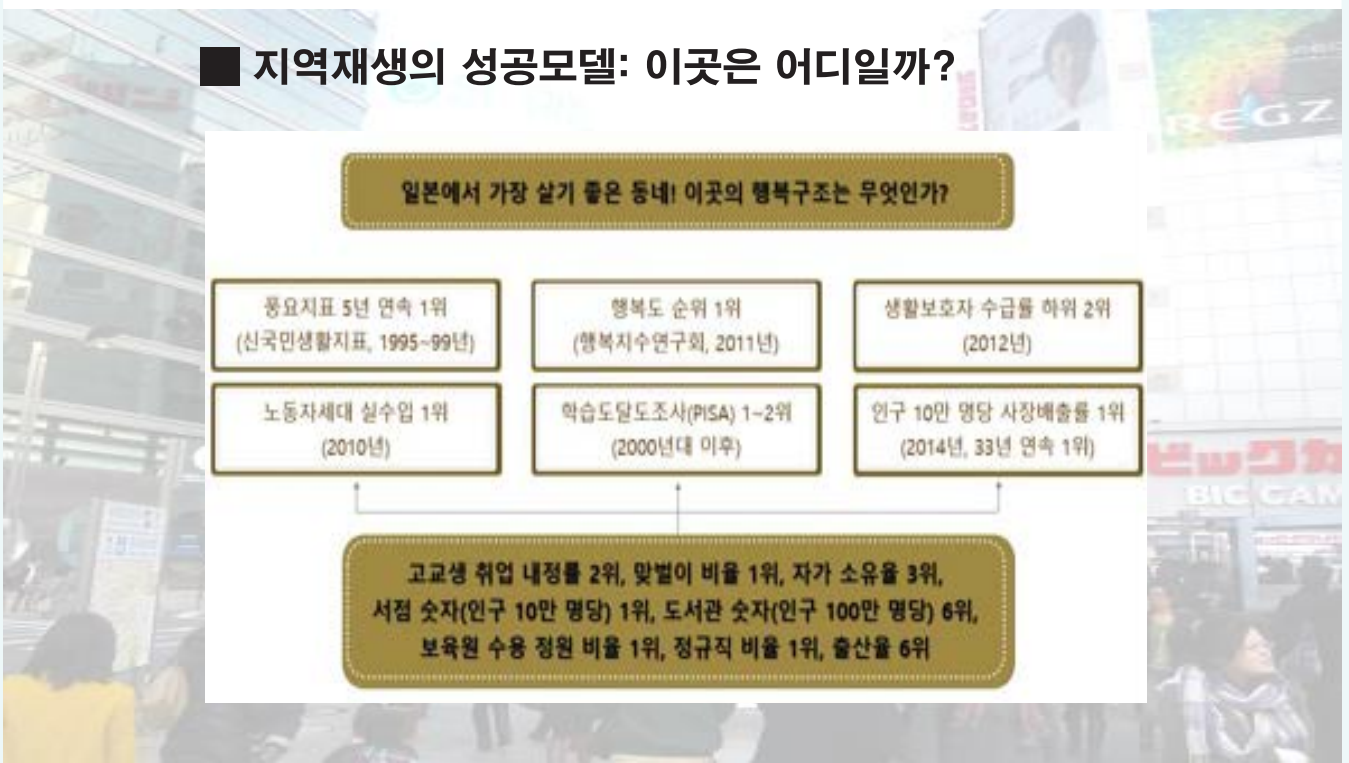 ■ 지역재생의 성공모델: 이곳은 어디일까?
REGZ
일본에서 가장 살기 좋은 동네! 이곳의 행복구조는 무엇인가?
풍요지표 5년 연속 1위
(신국민생활지표, 1995~99년)
행복도 순위 1위
(행복지수연구회, 2011년)
생활보호자 수급률 하위 2위
(2012년)
노동자세대 실수입 1위
(2010년)
학습도달도조사(PISA) 1~2위
(2000년대 이후)
인구 10만 명당 사장배출률 1위
(2014년, 33년 연속 1위)
ビックカ
BIC CAM
고교생 취업 내정률 2위, 맞벌이 비율 1위, 자가 소유율 3위,
서점 숫자(인구 10만 명당) 1위, 도서관 숫자(인구 100만 명당) 6위,
보육원 수용 정원 비율 1위, 정규직 비율 1위, 출산율 6위